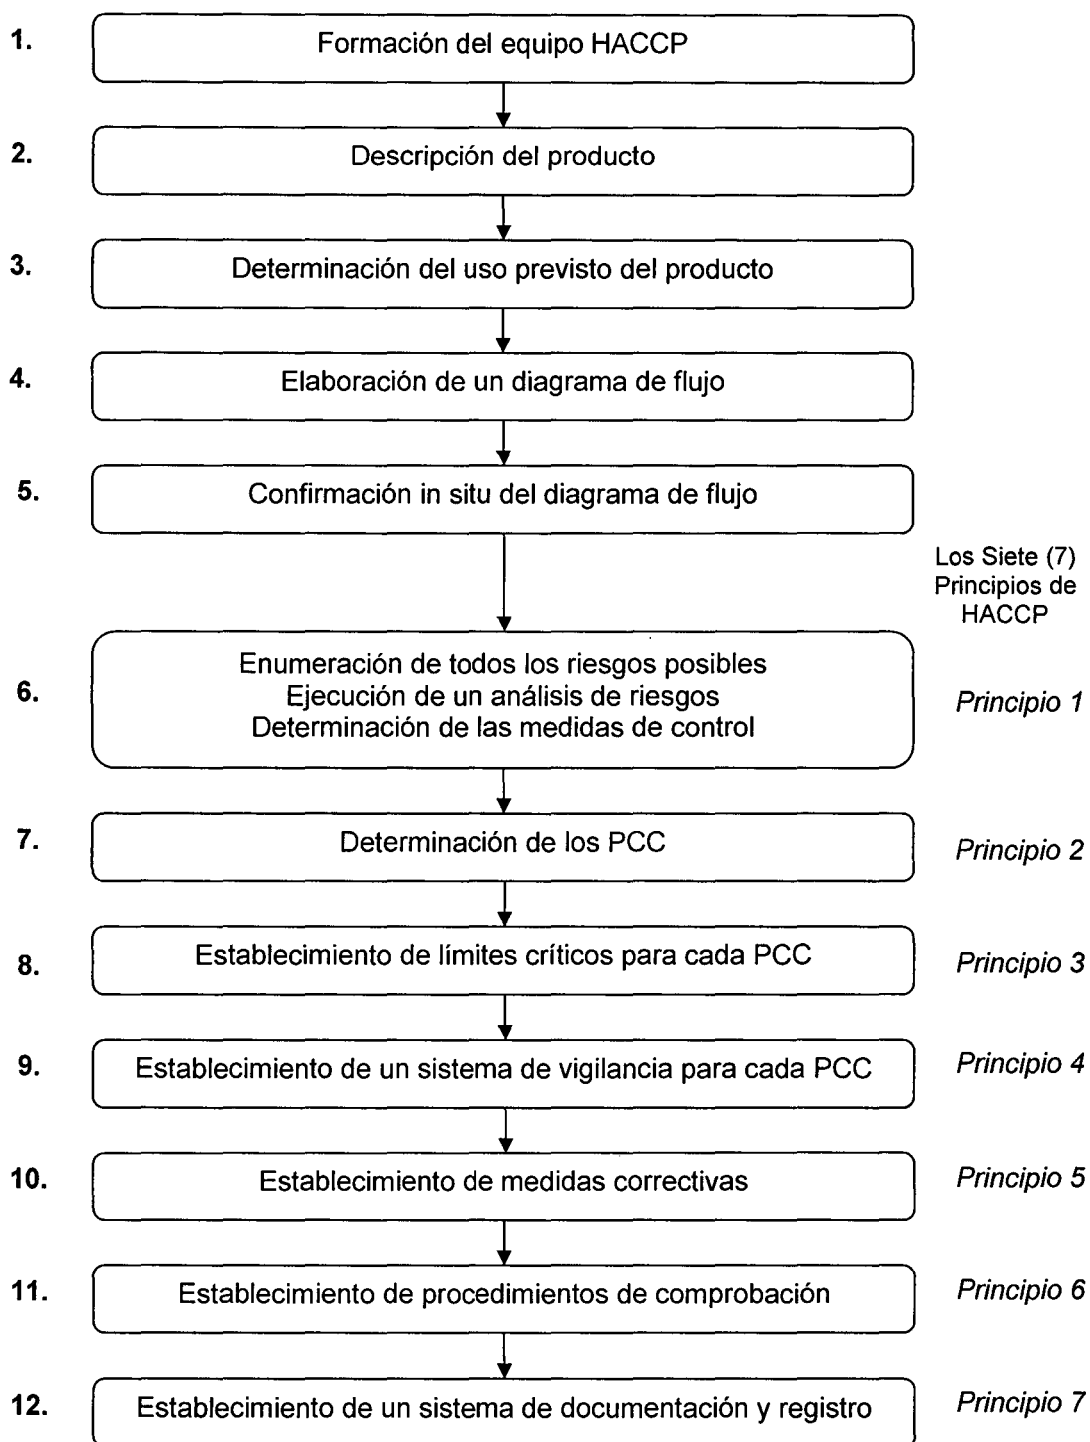 1. Formación del equipo HACCP
2. Descripción del producto
3. Determinación del uso previsto del producto
4. Elaboración de un diagrama de flujo
5. Confirmación in situ del diagrama de flujo
Los Siete (7)
Principios de
HACCP
Enumeración de todos los riesgos posibles
6. Ejecución de un análisis de riesgos Principio 1
Determinación de las medidas de control
7. Determinación de los PCC Principio 2
8. Establecimiento de límites críticos para cada PCC Principio 3
9. Establecimiento de un sistema de vigilancia para cada PCC Principio 4
10. Establecimiento de medidas correctivas Principio 5
11. Establecimiento de procedimientos de comprobación Principio 6
12. Establecimiento de un sistema de documentación y registro Principio 7